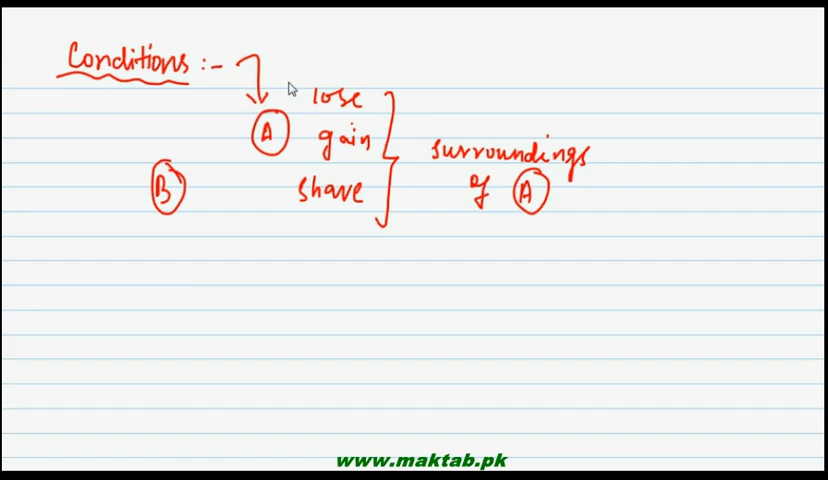 Conditions :-
lose
A gain
surroundings
B share of A
www.maktab.pk